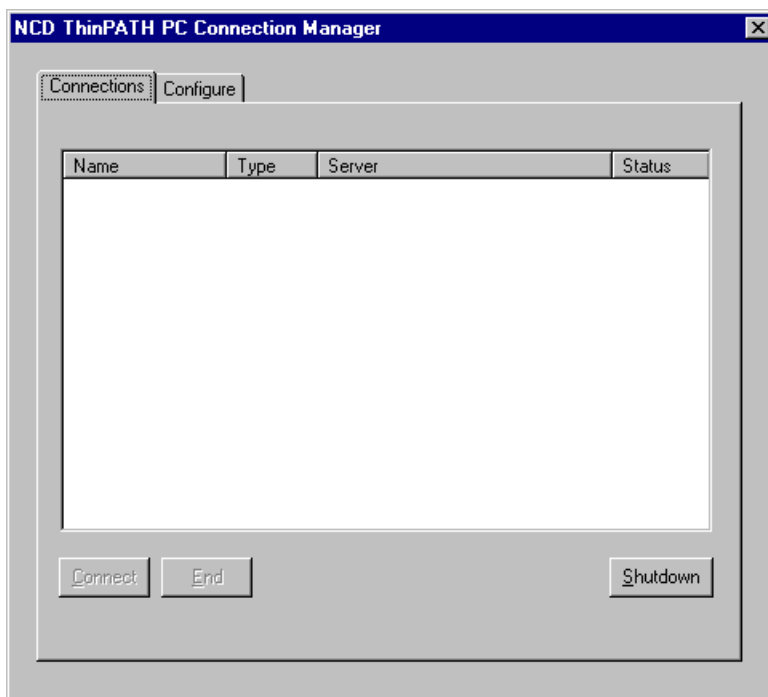 NCD ThinPATH PC Connection Manager
Connections Configure
Name Type Server Status
Connect End Shutdown